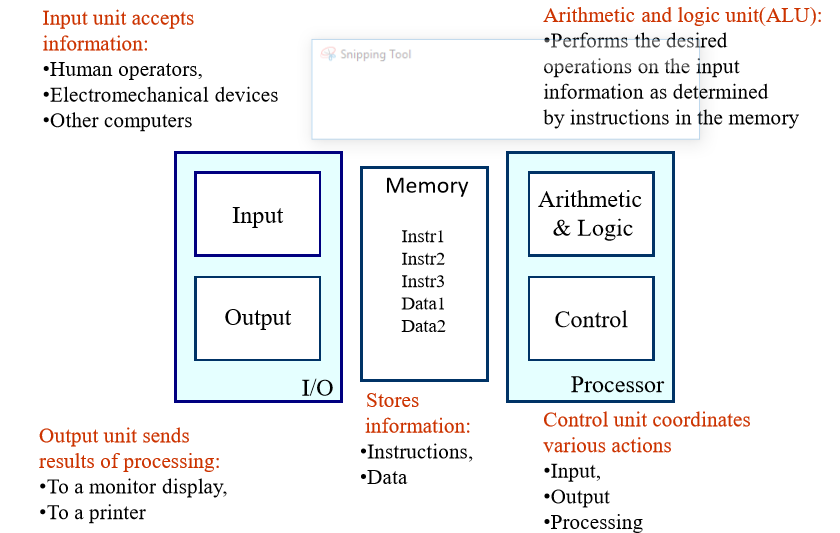 Input unit accepts
information:
•Human operators,
•Electromechanical devices
•Other computers
Snipping Tool
Arithmetic and logic unit(ALU):
•Performs the desired
operations on the input
information as determined
by instructions in the memory
Input
Output
I/O
Memory
Instr1
Instr2
Instr3
Data1
Data2
Arithmetic
& Logic
Control
Processor
Output unit sends
results of processing:
•To a monitor display,
•To a printer
Stores
information:
•Instructions,
•Data
Control unit coordinates
various actions
•Input,
•Output
•Processing